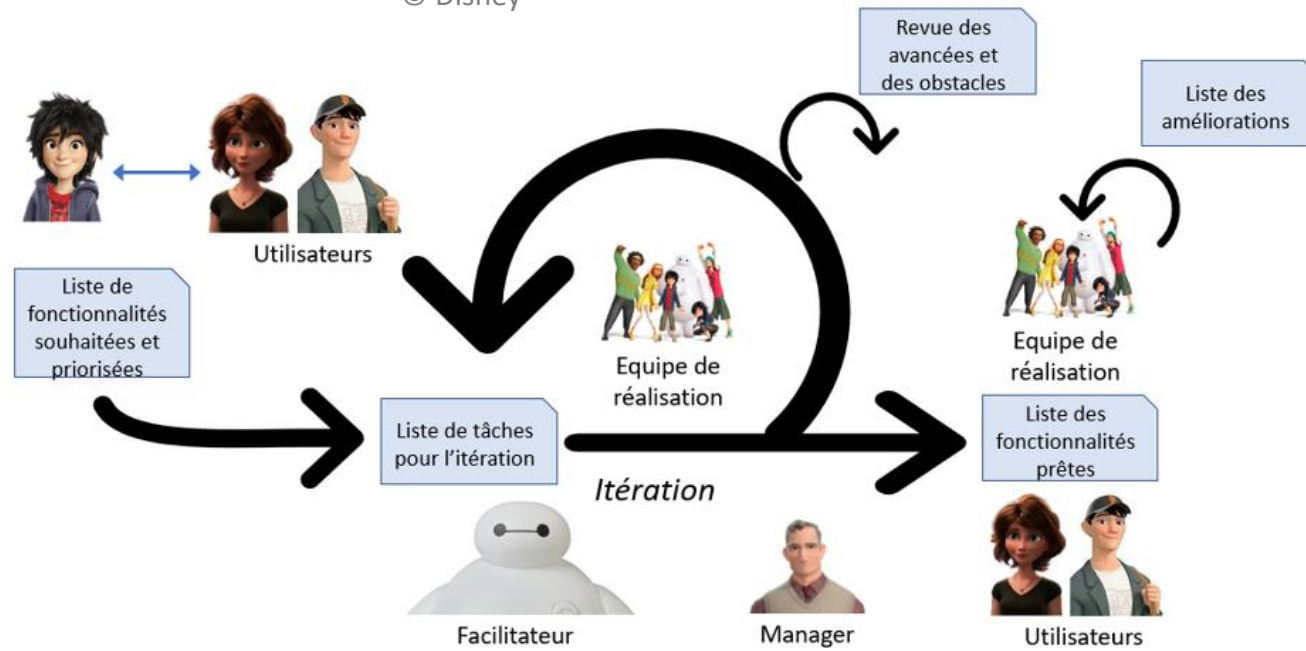 © Disney
Revue des
avancées et
des obstacles
Liste des
améliorations
Utilisateurs
Liste de
fonctionnalités
souhaitées et
priorisées
Equipe de
réalisation
Equipe de
réalisation
Liste de tâches
pour l'itération
Itération
Liste des
fonctionnalités
prêtes
Facilitateur
Manager
Utilisateurs